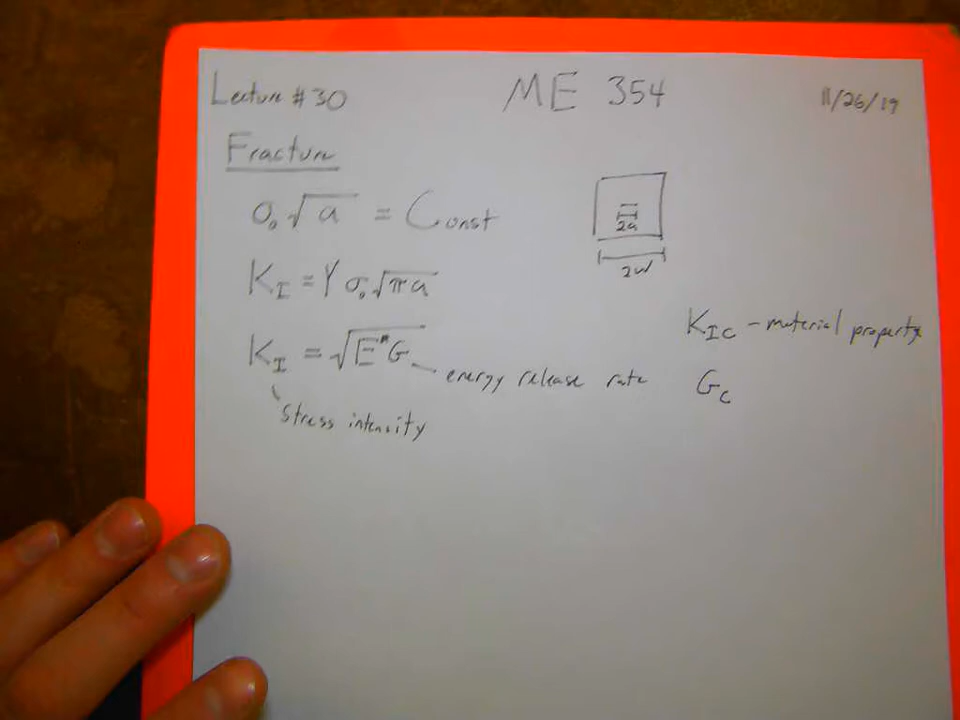 Lecture #30 ME 354 11/26/19
Fracture
σ₀√a = Const
2a
2w
K_I = Y σ₀√πa
K_IC - material property
K_I = √E*G
energy release rate G_c
stress intensity